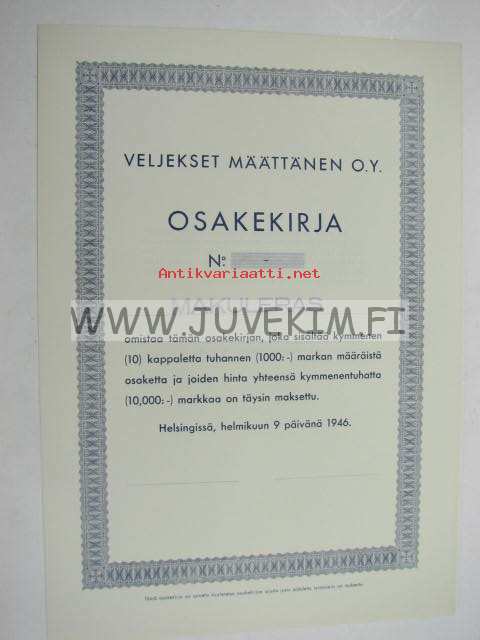 VELJEKSET MÄÄTTÄNEN O.Y.
OSAKEKIRJA
N:o -
Antikvariaatti.net
MAKULERAS
WWW.JUVEKIM.FI
omistaa tämän osakekirjan, joka sisältää kymmenen
(10) kappaletta tuhannen (1000:-) markan määräistä
osaketta ja joiden hinta yhteensä kymmenentuhatta
(10,000:-) markkaa on täysin maksettu.
Helsingissä, helmikuun 9 päivänä 1946.